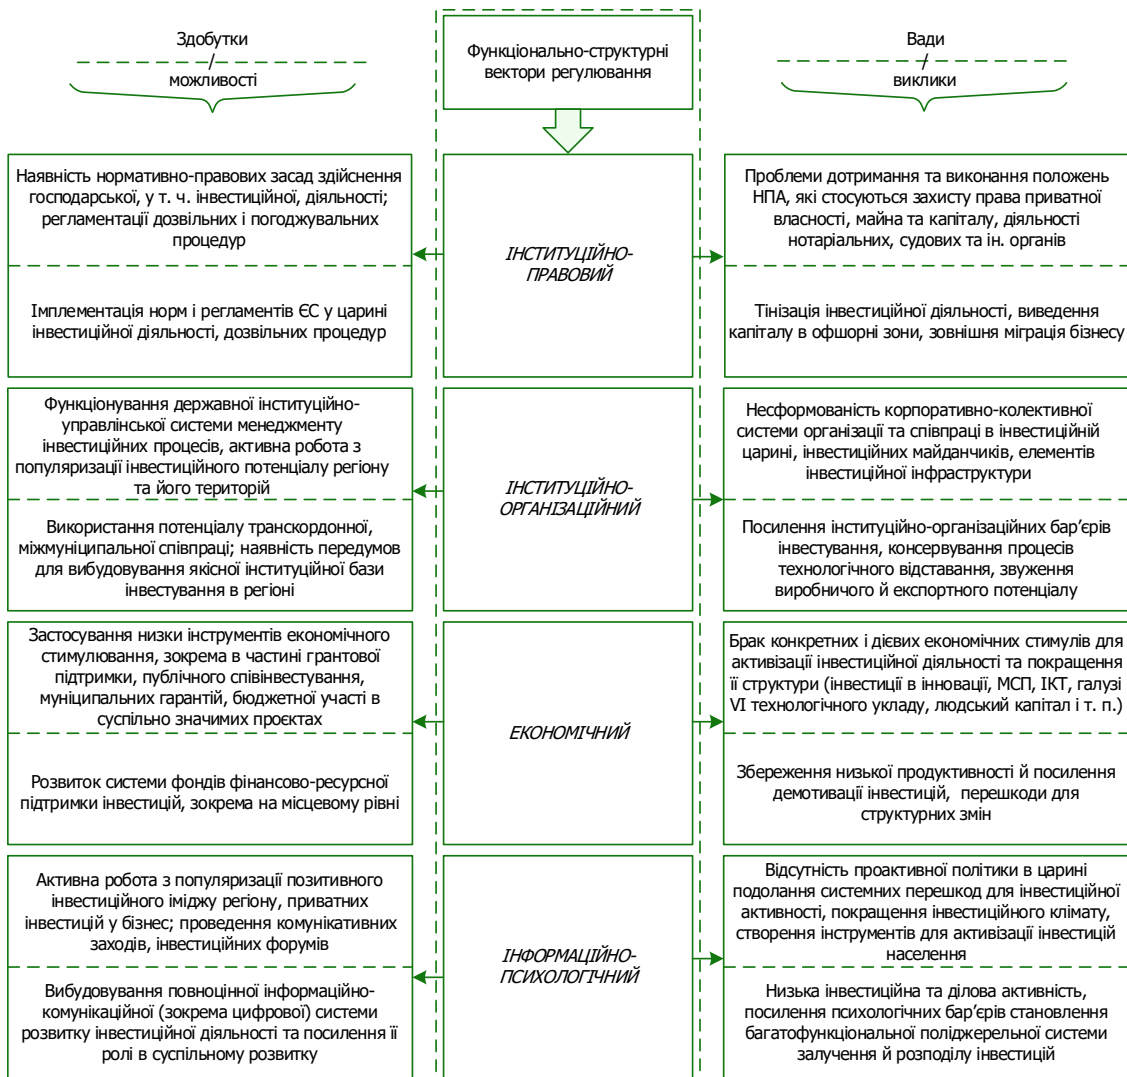 Здобутки
/
можливості
Функціонально-структурні
вектори регулювання
Вади
/
виклики
Наявність нормативно-правових засад здійснення
господарської, у т. ч. інвестиційної, діяльності;
регламентації дозвільних і погоджувальних
процедур
Імплементація норм і регламентів ЄС у царині
інвестиційної діяльності, дозвільних процедур
ІНСТИТУЦІЙНО-
ПРАВОВИЙ
Проблеми дотримання та виконання положень
НПА, які стосуються захисту права приватної
власності, майна та капіталу, діяльності
нотаріальних, судових та ін. органів
Тінізація інвестиційної діяльності, виведення
капіталу в офшорні зони, зовнішня міграція бізнесу
Функціонування державної інституційно-
управлінської системи менеджменту
інвестиційних процесів, активна робота з
популяризації інвестиційного потенціалу регіону
та його територій
Використання потенціалу транскордонної,
міжмуніципальної співпраці; наявність передумов
для вибудовування якісної інституційної бази
інвестування в регіоні
ІНСТИТУЦІЙНО-
ОРГАНІЗАЦІЙНИЙ
Несформованість корпоративно-колективної
системи організації та співпраці в інвестиційній
царині, інвестиційних майданчиків, елементів
інвестиційної інфраструктури
Посилення інституційно-організаційних бар’єрів
інвестування, консервування процесів
технологічного відставання, звуження
виробничого й експортного потенціалу
Застосування низки інструментів економічного
стимулювання, зокрема в частині грантової
підтримки, публічного співінвестування,
муніципальних гарантій, бюджетної участі в
суспільно значимих проєктах
Розвиток системи фондів фінансово-ресурсної
підтримки інвестицій, зокрема на місцевому рівні
ЕКОНОМІЧНИЙ
Брак конкретних і дієвих економічних стимулів для
активізації інвестиційної діяльності та покращення
її структури (інвестиції в інновації, МСП, ІКТ, галузі
VI технологічного укладу, людський капітал і т. п.)
Збереження низької продуктивності й посилення
демотивації інвестицій, перешкоди для
структурних змін
Активна робота з популяризації позитивного
інвестиційного іміджу регіону, приватних
інвестицій у бізнес; проведення комунікативних
заходів, інвестиційних форумів
Вибудовування повноцінної інформаційно-
комунікаційної (зокрема цифрової) системи
розвитку інвестиційної діяльності та посилення її
ролі в суспільному розвитку
ІНФОРМАЦІЙНО-
ПСИХОЛОГІЧНИЙ
Відсутність проактивної політики в царині
подолання системних перешкод для інвестиційної
активності, покращення інвестиційного клімату,
створення інструментів для активізації інвестицій
населення
Низька інвестиційна та ділова активність,
посилення психологічних бар’єрів становлення
багатофункціональної поліджерельної системи
залучення й розподілу інвестицій